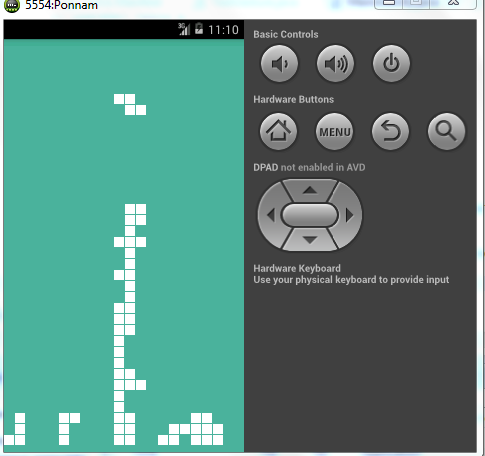 5554:Ponnam
3G 11:10
Basic Controls
Hardware Buttons
MENU
DPAD not enabled in AVD
Hardware Keyboard
Use your physical keyboard to provide input